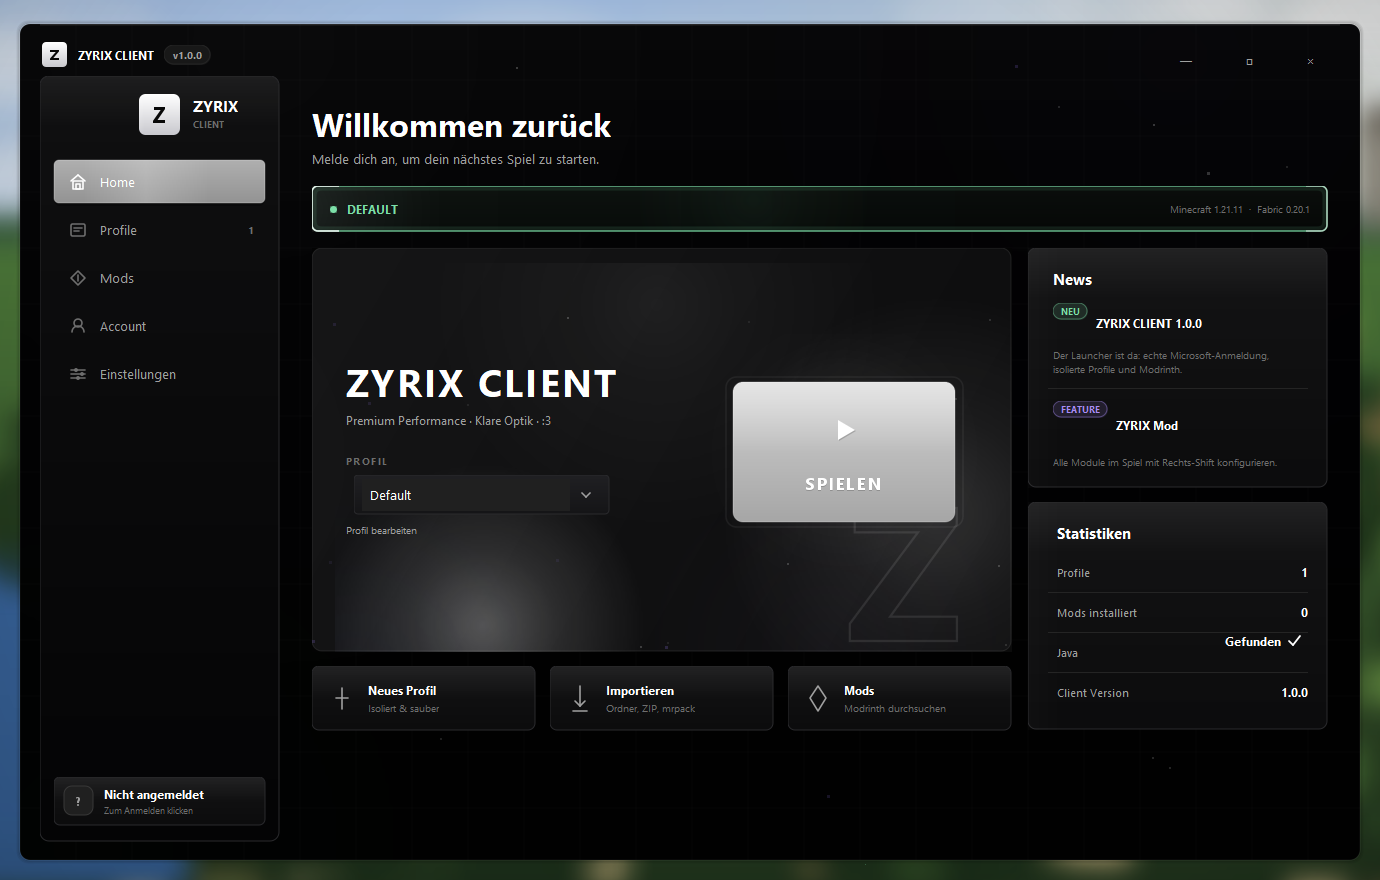 Z ZYRIX CLIENT v1.0.0
Z ZYRIX
CLIENT
Home
Profile 1
Mods
Account
Einstellungen
? Nicht angemeldet
Zum Anmelden klicken
Willkommen zurück
Melde dich an, um dein nächstes Spiel zu starten.
DEFAULT Minecraft 1.21.11 · Fabric 0.20.1
ZYRIX CLIENT
Premium Performance · Klare Optik · :3
PROFIL
Default
Profil bearbeiten
SPIELEN
Z
Neues Profil
Isoliert & sauber
Importieren
Ordner, ZIP, mrpack
Mods
Modrinth durchsuchen
News
NEU ZYRIX CLIENT 1.0.0
Der Launcher ist da: echte Microsoft-Anmeldung,
isolierte Profile und Modrinth.
FEATURE ZYRIX Mod
Alle Module im Spiel mit Rechts-Shift konfigurieren.
Statistiken
Profile 1
Mods installiert 0
Java Gefunden ✓
Client Version 1.0.0